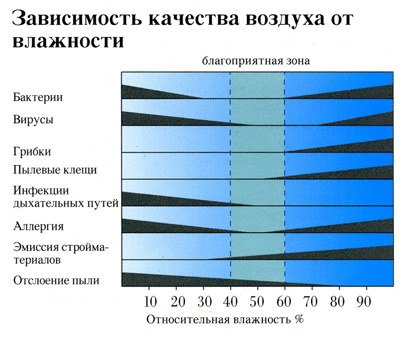 Зависимость качества воздуха от
влажности
благоприятная зона
Бактерии
Вирусы
Грибки
Пылевые клещи
Инфекции
дыхательных путей
Аллергия
Эмиссия стройма-
териалов
Отслоение пыли
10 20 30 40 50 60 70 80 90
Относительная влажность %